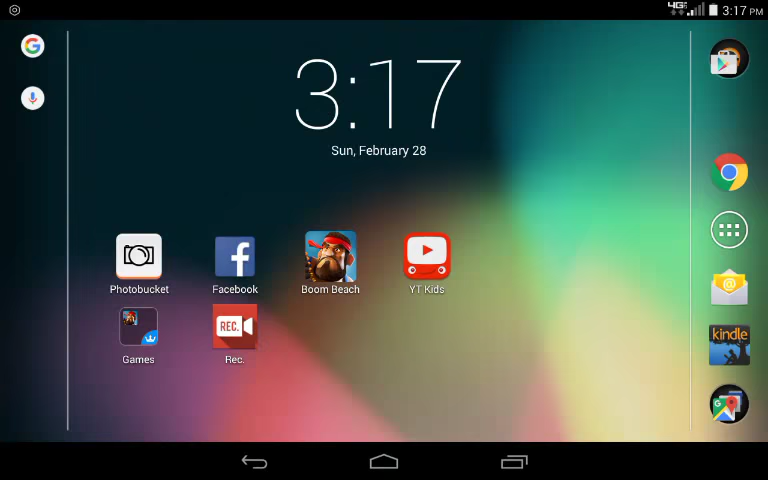 4G LTE 3:17 PM
3:17
Sun, February 28
Photobucket
Facebook
Boom Beach
YT Kids
REC.
Games
Rec.
@
kindle